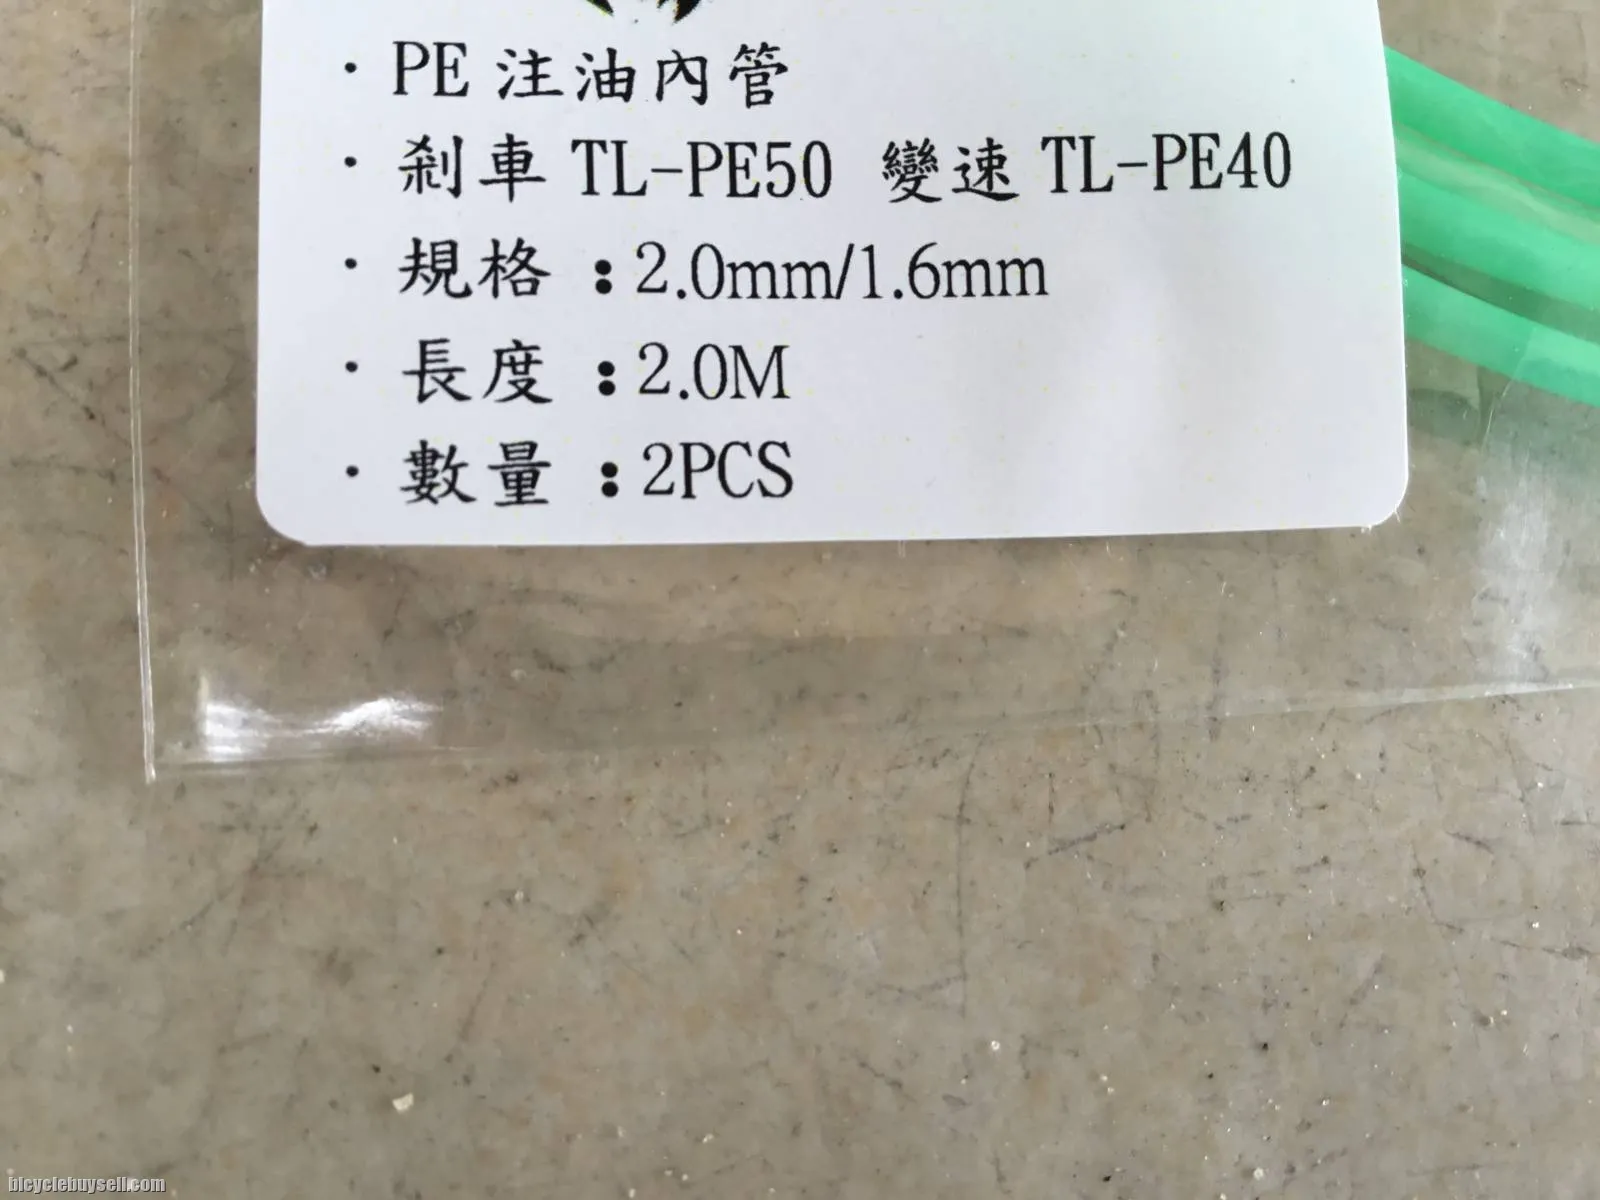 · PE 注油內管
· 剎車 TL-PE50 變速 TL-PE40
· 規格 :2.0mm/1.6mm
· 長度 :2.0M
· 數量 :2PCS
bicyclebuysell.com